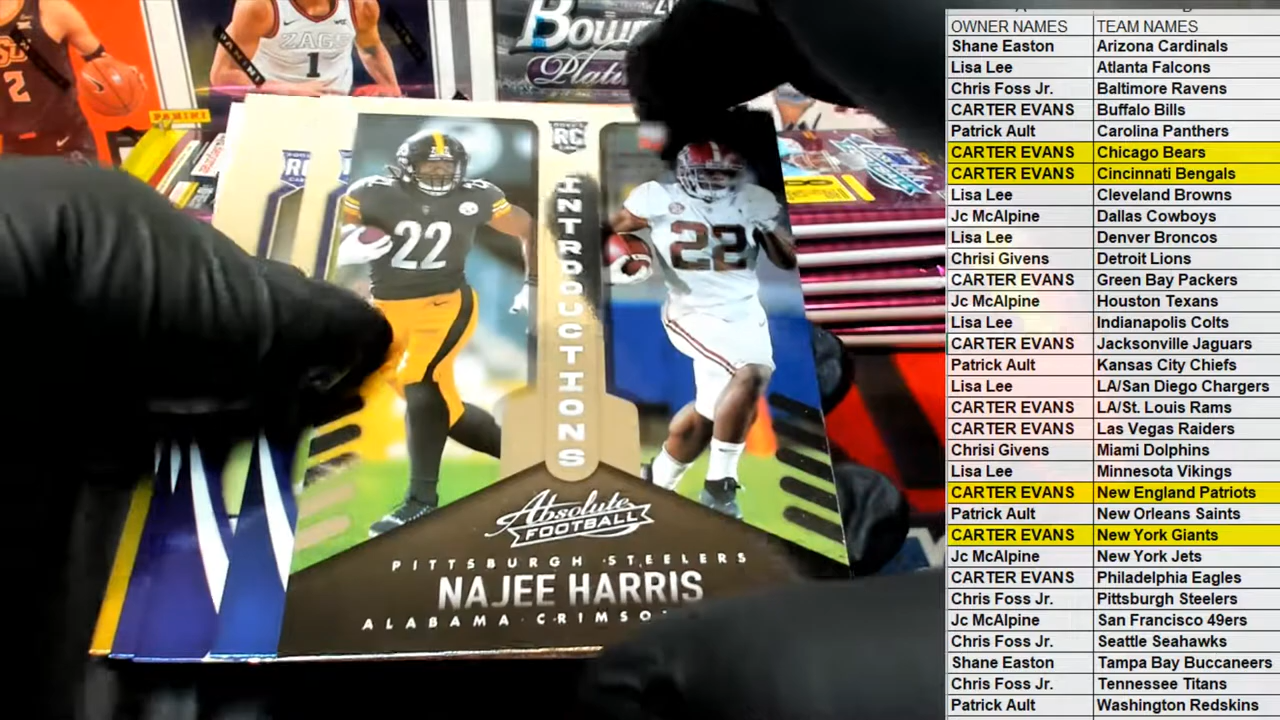 SE
2
ZAGS
1
PANINI
PANINI
Bow
Plati
RC
22
22
RC
INTRODUCTIONS
Absolute
FOOTBALL
PITTSBURGH STEELERS
NAJEE HARRIS
ALABAMA CRIMSO
OWNER NAMES TEAM NAMES
Shane Easton Arizona Cardinals
Lisa Lee Atlanta Falcons
Chris Foss Jr. Baltimore Ravens
CARTER EVANS Buffalo Bills
Patrick Ault Carolina Panthers
CARTER EVANS Chicago Bears
CARTER EVANS Cincinnati Bengals
Lisa Lee Cleveland Browns
Jc McAlpine Dallas Cowboys
Lisa Lee Denver Broncos
Chrisi Givens Detroit Lions
CARTER EVANS Green Bay Packers
Jc McAlpine Houston Texans
Lisa Lee Indianapolis Colts
CARTER EVANS Jacksonville Jaguars
Patrick Ault Kansas City Chiefs
Lisa Lee LA/San Diego Chargers
CARTER EVANS LA/St. Louis Rams
CARTER EVANS Las Vegas Raiders
Chrisi Givens Miami Dolphins
Lisa Lee Minnesota Vikings
CARTER EVANS New England Patriots
Patrick Ault New Orleans Saints
CARTER EVANS New York Giants
Jc McAlpine New York Jets
CARTER EVANS Philadelphia Eagles
Chris Foss Jr. Pittsburgh Steelers
Jc McAlpine San Francisco 49ers
Chris Foss Jr. Seattle Seahawks
Shane Easton Tampa Bay Buccaneers
Chris Foss Jr. Tennessee Titans
Patrick Ault Washington Redskins